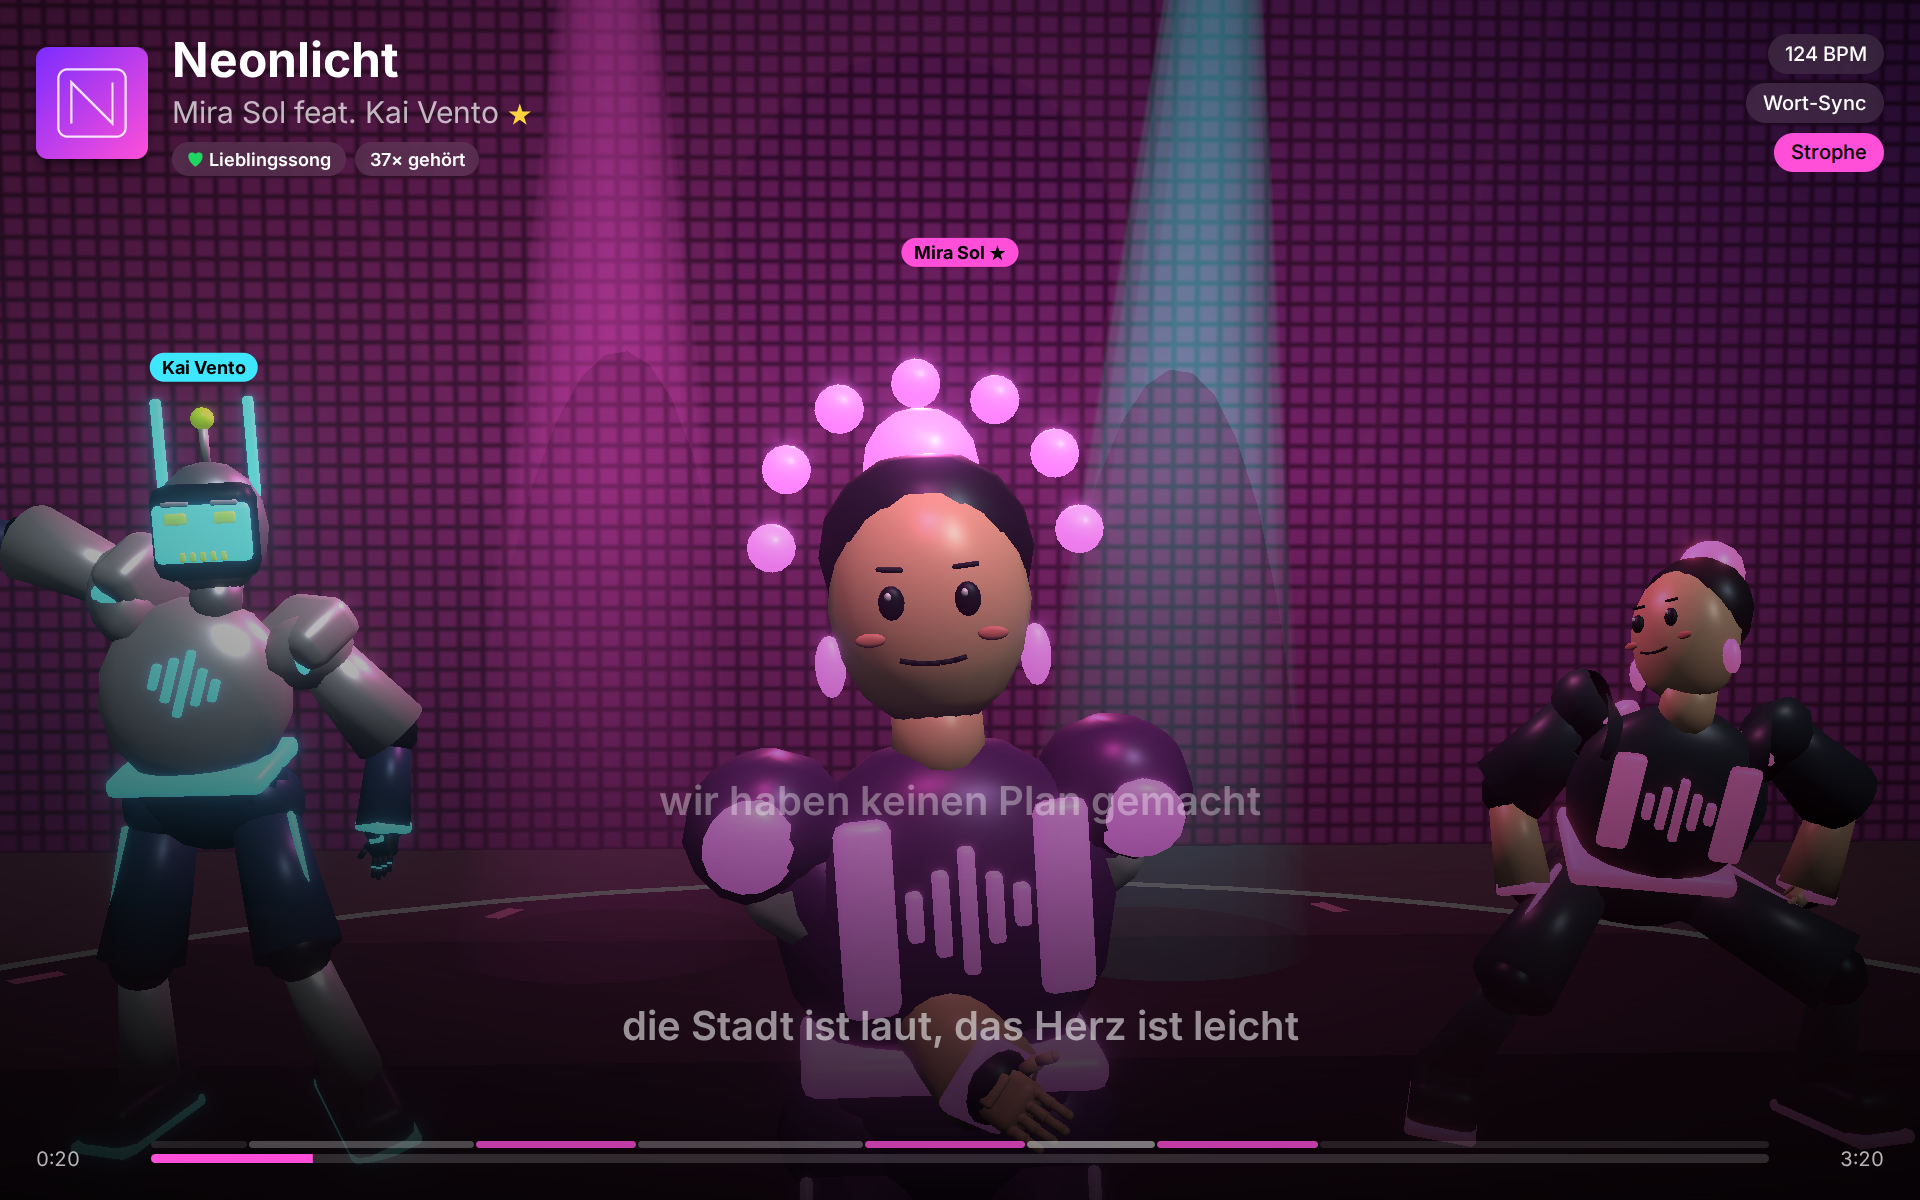 N
Neonlicht
Mira Sol feat. Kai Vento ★
Lieblingssong
37× gehört
124 BPM
Wort-Sync
Strophe
Mira Sol ★
Kai Vento
wir haben keinen Plan gemacht
die Stadt ist laut, das Herz ist leicht
0:20
3:20